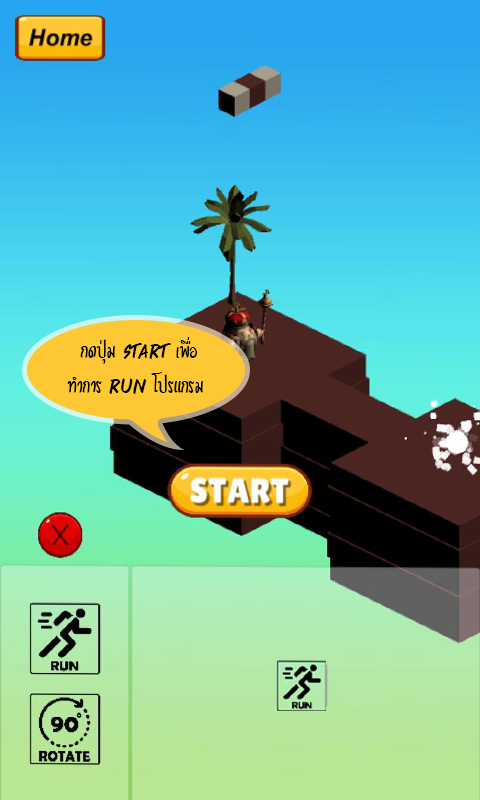 Home
กดปุ่ม START เพื่อ
ทำการ RUN โปรแกรม
START
X
RUN
90°
ROTATE
RUN